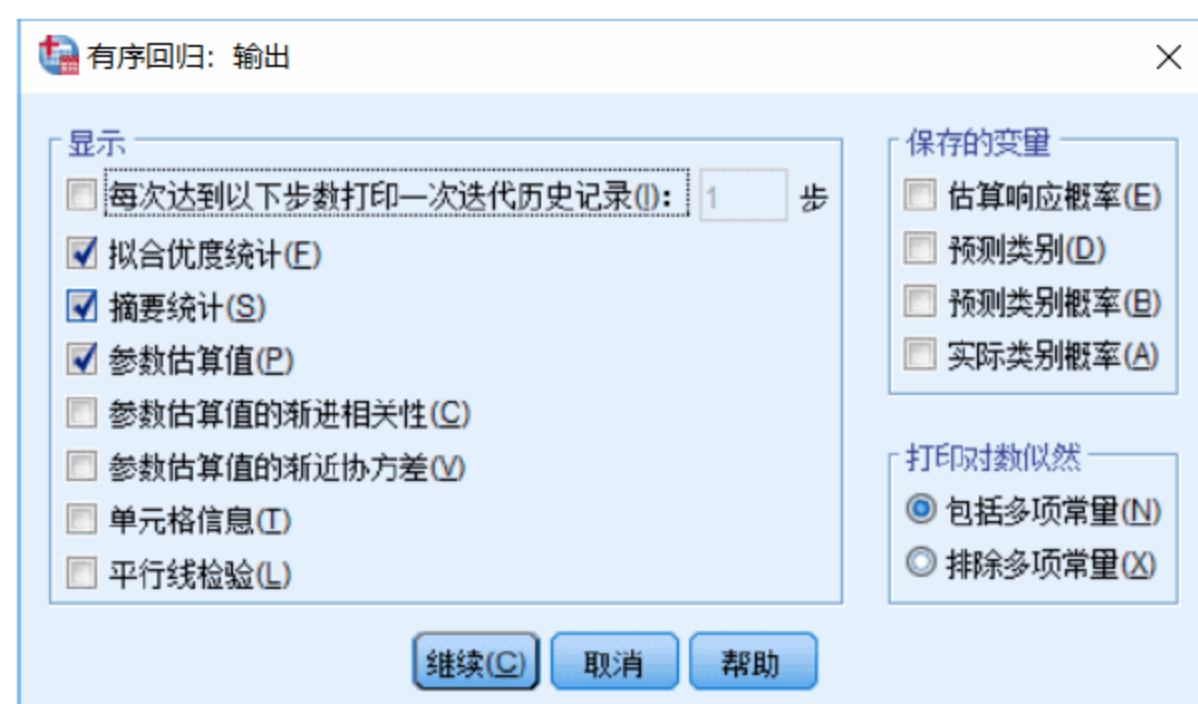 有序回归: 输出
显示
每次达到以下步数打印一次迭代历史记录(I): 1 步
拟合优度统计(F)
摘要统计(S)
参数估算值(P)
参数估算值的渐进相关性(C)
参数估算值的渐近协方差(V)
单元格信息(T)
平行线检验(L)
保存的变量
估算响应概率(E)
预测类别(D)
预测类别概率(B)
实际类别概率(A)
打印对数似然
包括多项常量(N)
排除多项常量(X)
继续(C) 取消 帮助